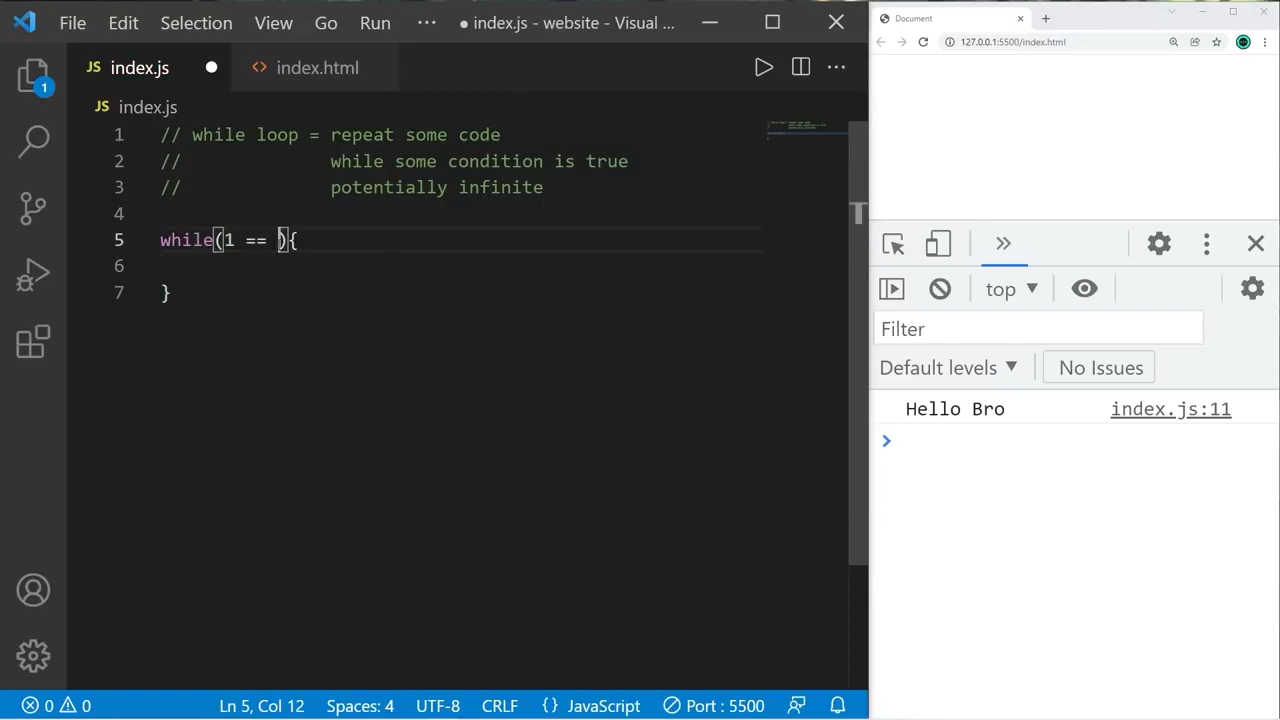 File Edit Selection View Go Run ··· ● index.js - website - Visual ...
JS index.js ● <> index.html
JS index.js
1 // while loop = repeat some code
2 // while some condition is true
3 // potentially infinite
4
5 while(1 == ){
6
7 }
1
0 0 Ln 5, Col 12 Spaces: 4 UTF-8 CRLF {} JavaScript Port : 5500
Document
127.0.0.1:5500/index.html
top
Filter
Default levels ▼ No Issues
Hello Bro index.js:11